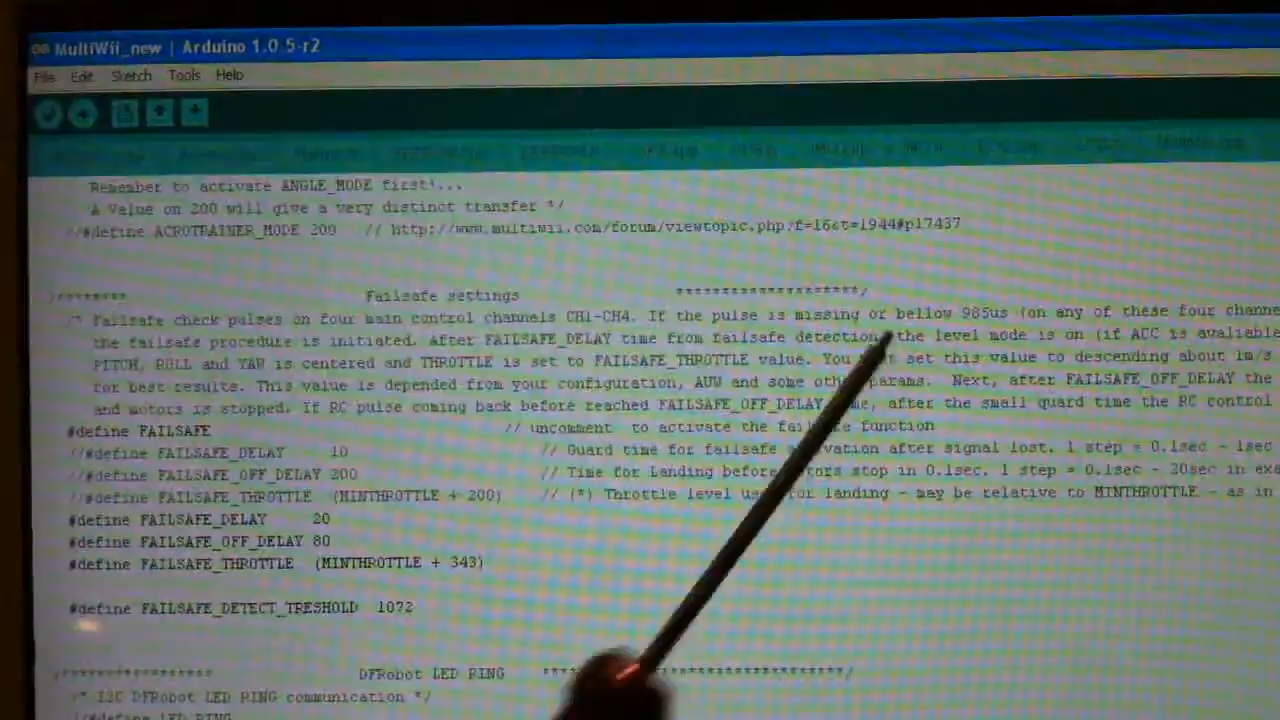 MultiWii_new | Arduino 1.0.5-r2
File Edit Sketch Tools Help
Remember to activate ANGLE_MODE first!...
A Value on 200 will give a very distinct transfer */
//#define ACROTRAINER_MODE 200 // http://www.multiwii.com/forum/viewtopic.php?f=16&t=1944#p17437
/******** Failsafe settings ********************/
/* Failsafe check pulses on four main control channels CH1-CH4. If the pulse is missing or bellow 985us (on any of these four channe
the failsafe procedure is initiated. After FAILSAFE_DELAY time from failsafe detection, the level mode is on (if ACC is avaliable
PITCH, ROLL and YAW is centered and THROTTLE is set to FAILSAFE_THROTTLE value. You set this value to descending about 1m/s
for best results. This value is depended from your configuration, AUW and some params. Next, after FAILSAFE_OFF_DELAY the
and motors is stopped. If RC pulse coming back before reached FAILSAFE_OFF_DELAY after the small quard time the RC control
#define FAILSAFE // uncomment to activate the function
//#define FAILSAFE_DELAY 10 // Guard time for failsafe after signal lost. 1 step = 0.1sec - 1sec
//#define FAILSAFE_OFF_DELAY 200 // Time for Landing before stop in 0.1sec. 1 step = 0.1sec - 20sec in exa
//#define FAILSAFE_THROTTLE (MINTHROTTLE + 200) // (*) Throttle level for landing - may be relative to MINTHROTTLE - as in
#define FAILSAFE_DELAY 20
#define FAILSAFE_OFF_DELAY 80
#define FAILSAFE_THROTTLE (MINTHROTTLE + 343)
#define FAILSAFE_DETECT_TRESHOLD 1072
DFRobot LED RING
/* I2C DFRobot LED RING communication */
//#define LED_RING